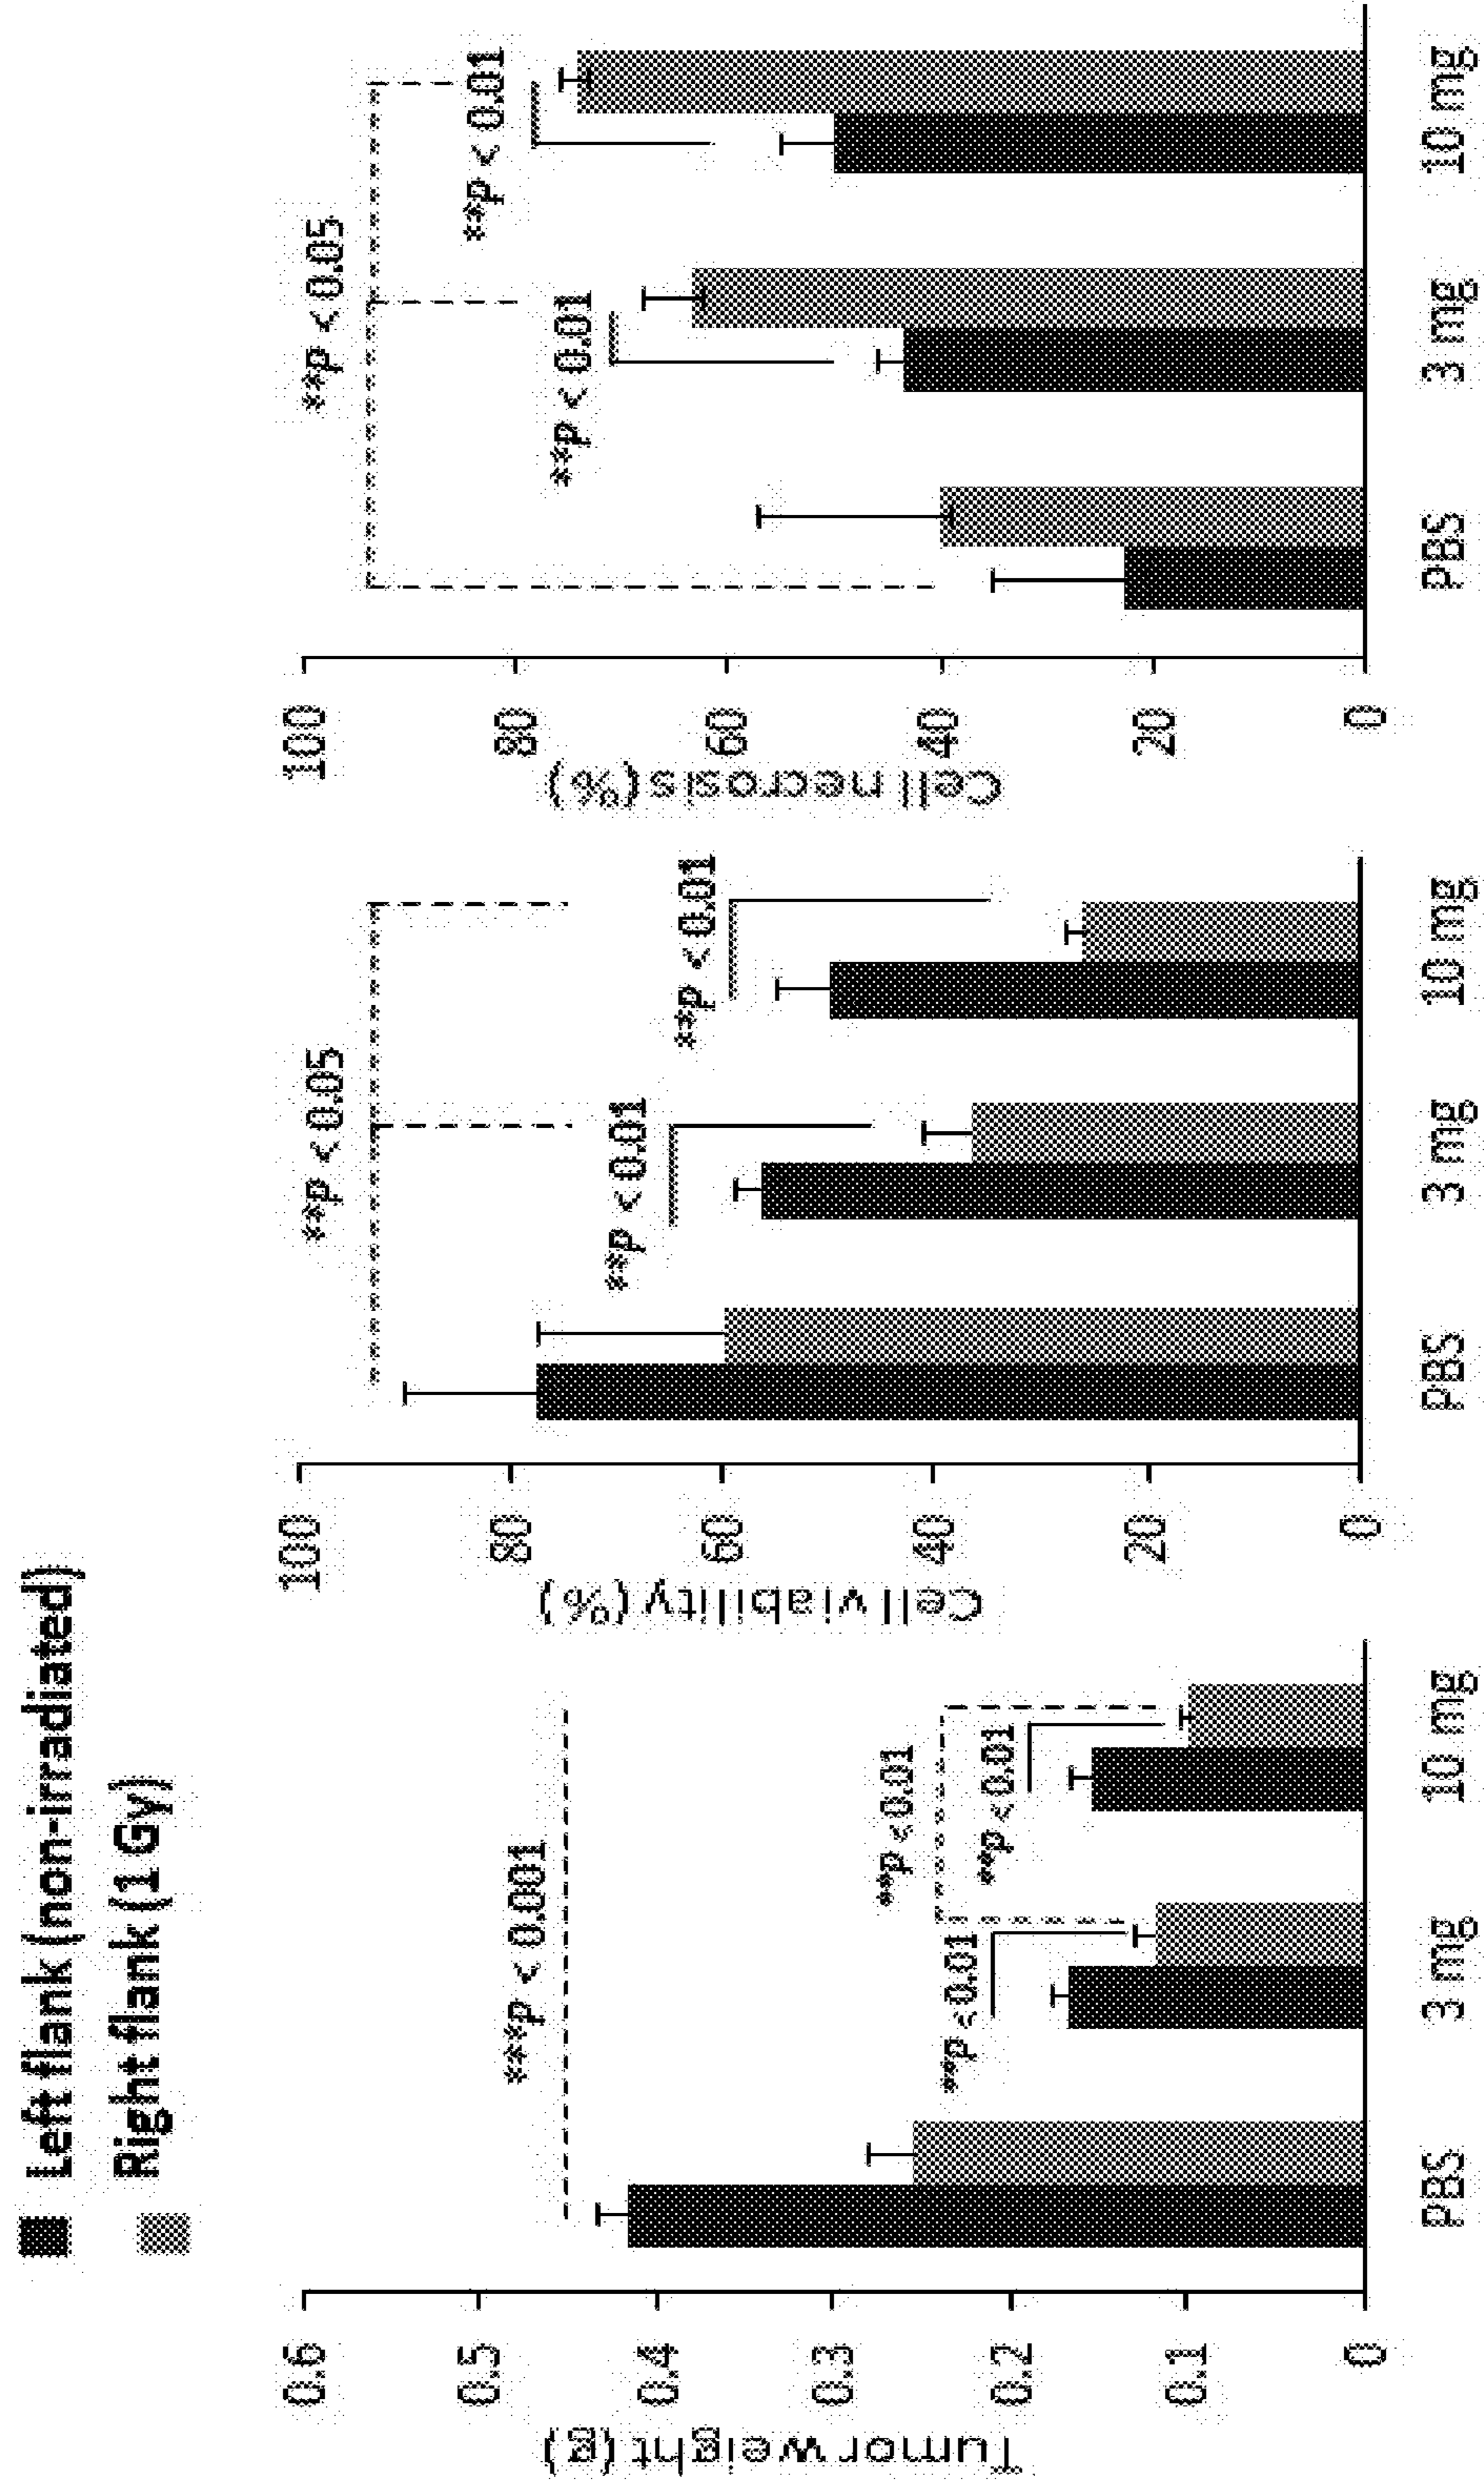 Left flank (non-irradiated)
Right flank (1 Gy)
Tumor weight (g)
0.6
0.5
0.4
0.3
0.2
0.1
0
***p < 0.001
**p < 0.01
**p < 0.01
**p < 0.01
PBS
3 mg
10 mg
Cell viability (%)
100
80
60
40
20
0
**p < 0.05
**p < 0.01
**p < 0.01
PBS
3 mg
10 mg
Cell necrosis (%)
100
80
60
40
20
0
**p < 0.05
**p < 0.01
**p < 0.01
PBS
3 mg
10 mg